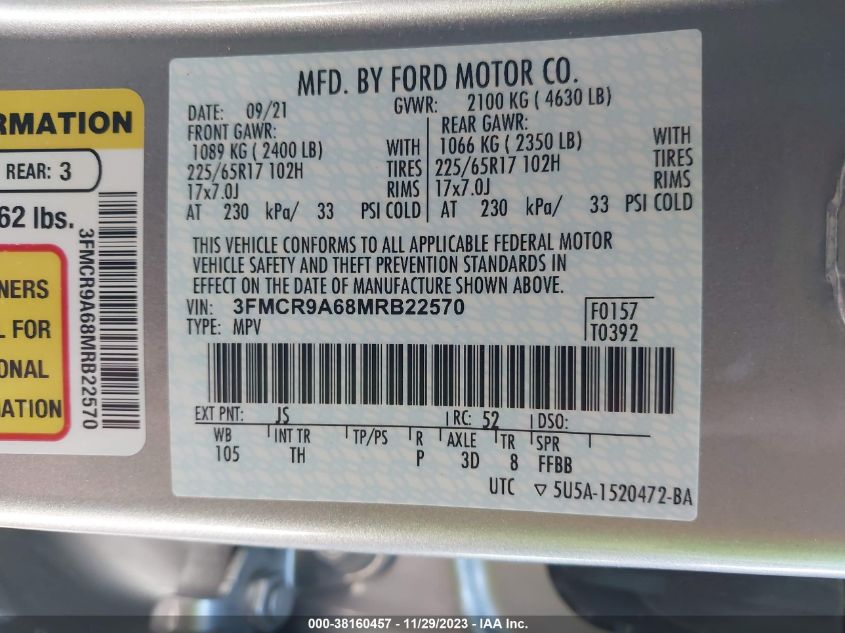 RMATION
REAR: 3
62 lbs.
NERS
L FOR
ONAL
MATION
3FMCR9A68MRB22570
MFD. BY FORD MOTOR CO.
DATE: 09/21 GVWR: 2100 KG ( 4630 LB)
FRONT GAWR: REAR GAWR:
1089 KG ( 2400 LB) WITH 1066 KG ( 2350 LB) WITH
225/65R17 102H TIRES 225/65R17 102H TIRES
17x7.0J RIMS 17x7.0J RIMS
AT 230 kPa/ 33 PSI COLD AT 230 kPa/ 33 PSI COLD
THIS VEHICLE CONFORMS TO ALL APPLICABLE FEDERAL MOTOR
VEHICLE SAFETY AND THEFT PREVENTION STANDARDS IN
EFFECT ON THE DATE OF MANUFACTURE SHOWN ABOVE.
VIN: 3FMCR9A68MRB22570 F0157
TYPE: MPV T0392
EXT PNT: JS RC: 52 DSO:
WB INT TR TP/PS R AXLE TR SPR
105 TH P 3D 8 FFBB
UTC ▽ 5U5A-1520472-BA
000-38160457 - 11/29/2023 - IAA Inc.